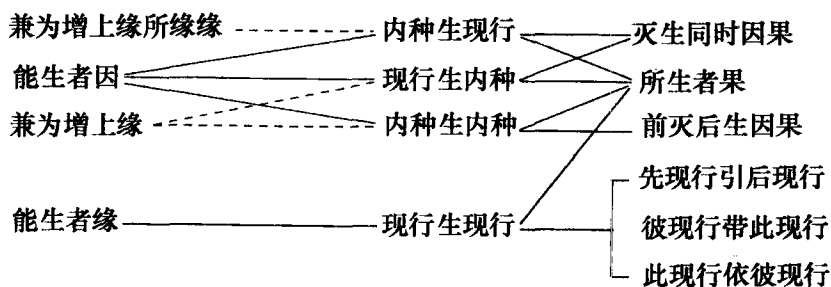 兼为增上缘所缘缘 内种生现行 灭生同时因果
能生者因 现行生内种 所生者果
兼为增上缘 内种生内种 前灭后生因果
先现行引后现行
能生者缘 现行生现行 彼现行带此现行
此现行依彼现行